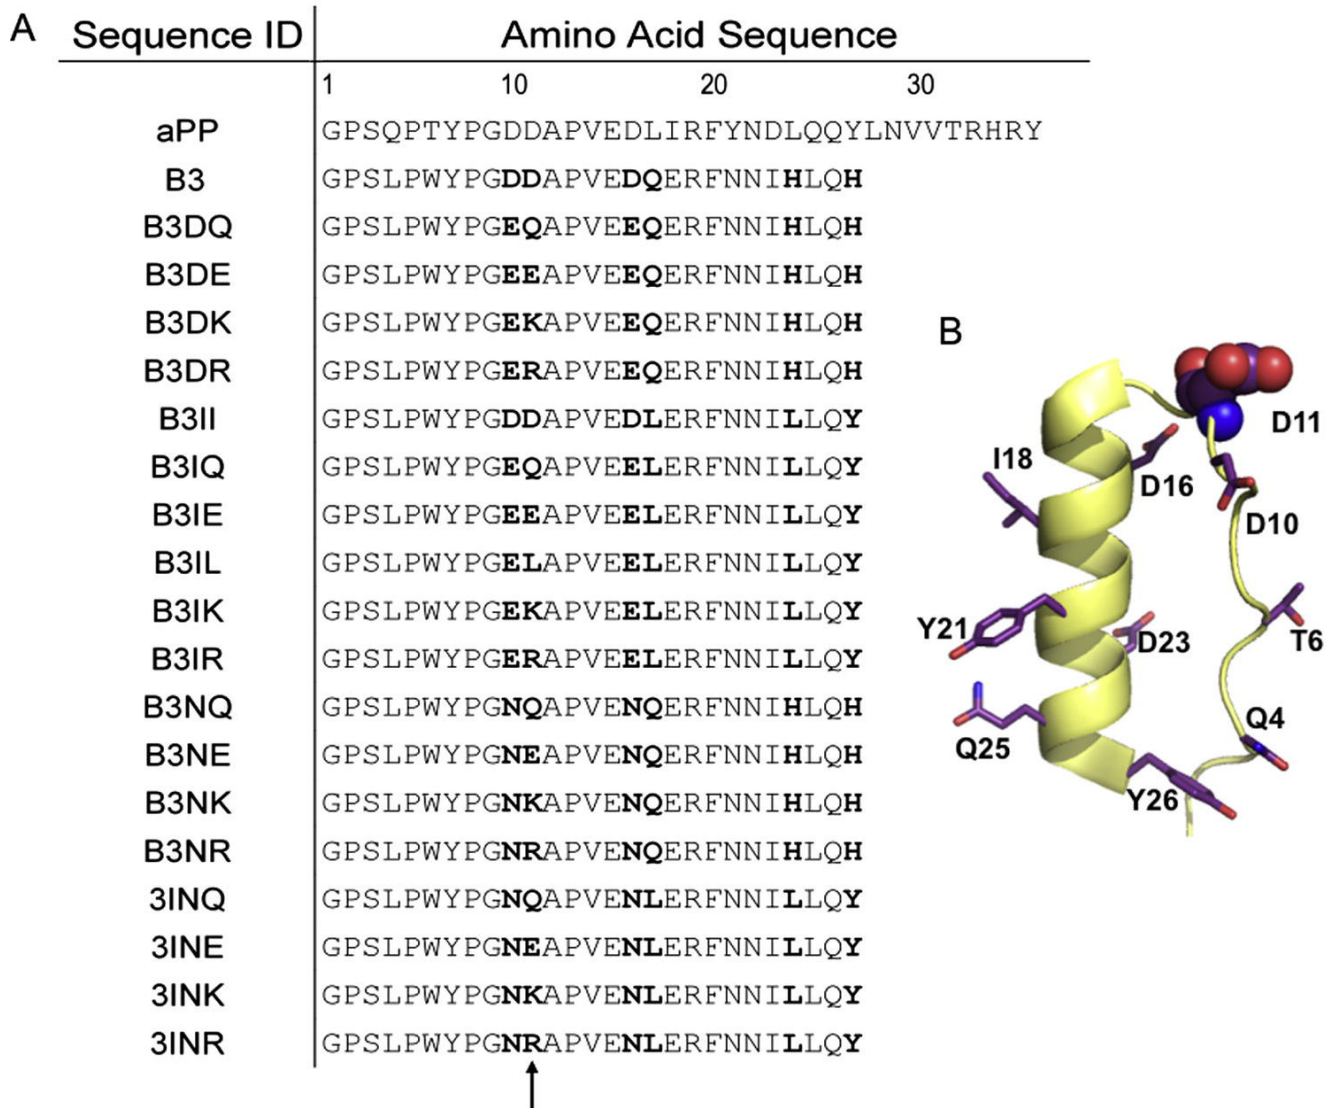 A
Sequence ID Amino Acid Sequence
1 10 20 30
aPP GPSQPTYPGDDAPVEDLIRFYNDLQQYLNVVTRHRY
B3 GPSLPWYPGDDAPVEDQERFNNIHLQH
B3DQ GPSLPWYPGEQAPVEEQERFNNIHLQH
B3DE GPSLPWYPGEEAPVEEQERFNNIHLQH
B3DK GPSLPWYPGEKAPVEEQERFNNIHLQH
B3DR GPSLPWYPGERAPVEEQERFNNIHLQH
B3II GPSLPWYPGDDAPVEDLERFNNILLQY
B3IQ GPSLPWYPGEQAPVEELERFNNILLQY
B3IE GPSLPWYPGEEAPVEELERFNNILLQY
B3IL GPSLPWYPGELAPVEELERFNNILLQY
B3IK GPSLPWYPGEKAPVEELERFNNILLQY
B3IR GPSLPWYPGERAPVEELERFNNILLQY
B3NQ GPSLPWYPGNQAPVENQERFNNIHLQH
B3NE GPSLPWYPGNEAPVENQERFNNIHLQH
B3NK GPSLPWYPGNKAPVENQERFNNIHLQH
B3NR GPSLPWYPGNRAPVENQERFNNIHLQH
3INQ GPSLPWYPGNQAPVENLERFNNILLQY
3INE GPSLPWYPGNEAPVENLERFNNILLQY
3INK GPSLPWYPGNKAPVENLERFNNILLQY
3INR GPSLPWYPGNRAPVENLERFNNILLQY
B
D11
I18
D16
D10
Y21
D23
T6
Q4
Q25
Y26